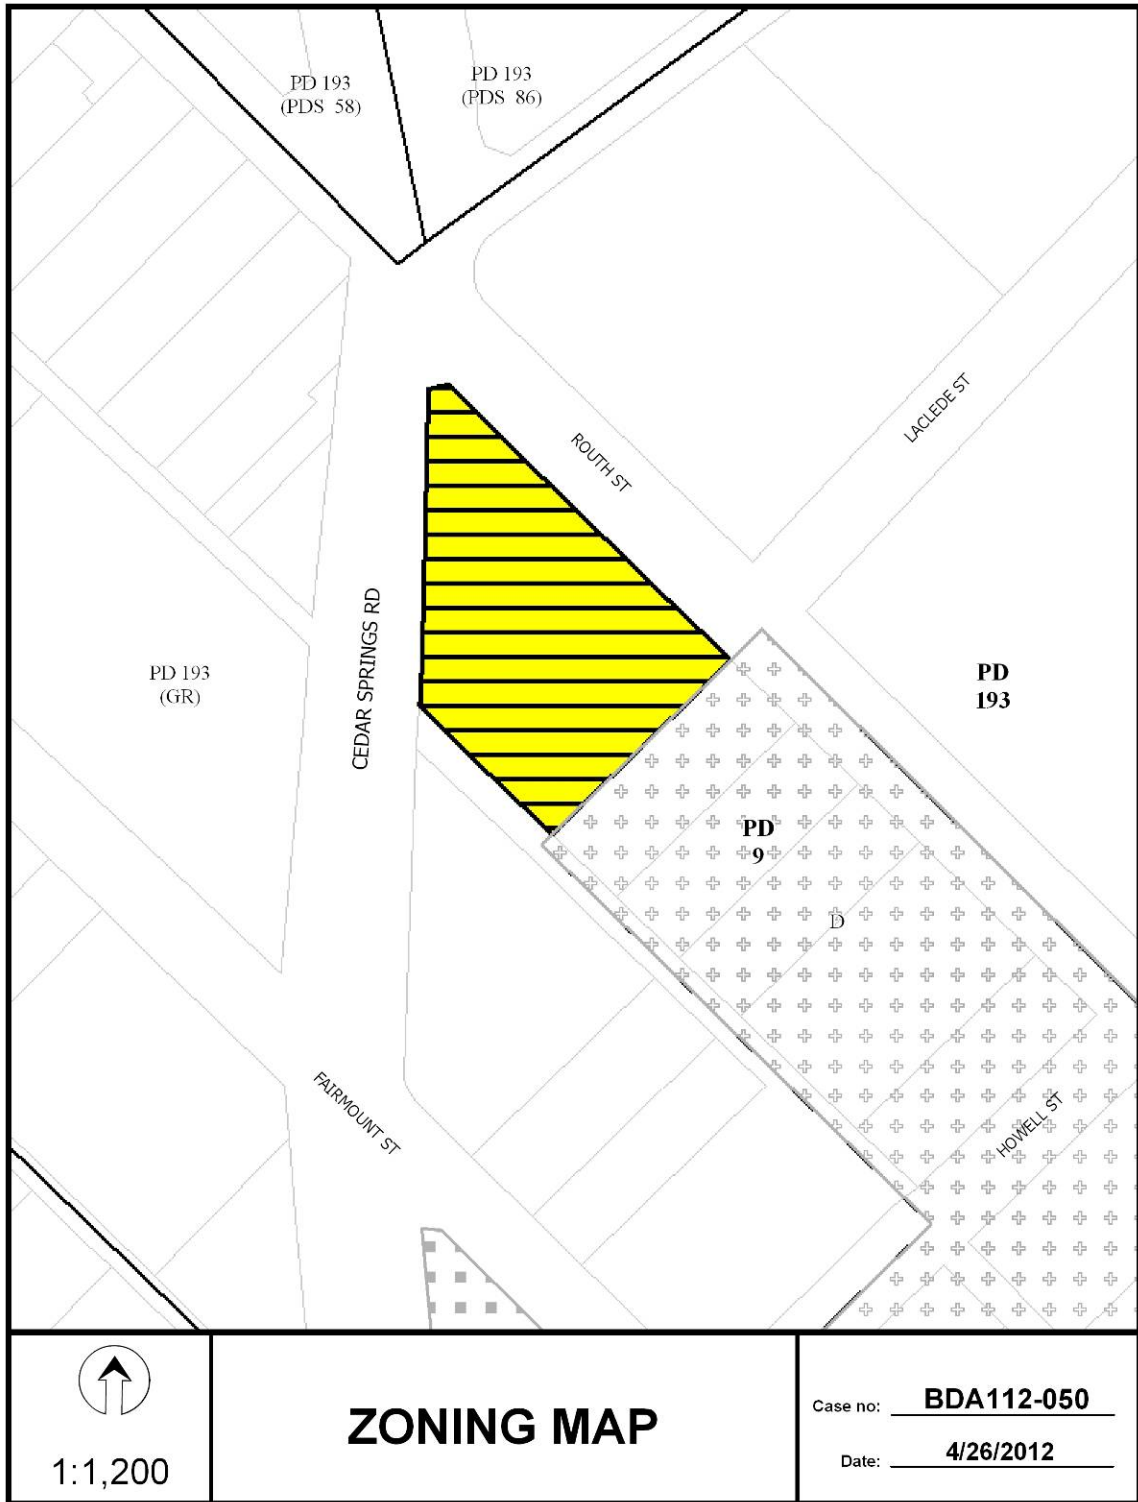 PD 193
(PDS 58)
PD 193
(PDS 86)
LACLEDE ST
ROUTH ST
CEDAR SPRINGS RD
PD 193
(GR)
PD
193
PD
9
D
FAIRMOUNT ST
HOWELL ST
1:1,200
ZONING MAP
Case no: BDA112-050
Date: 4/26/2012